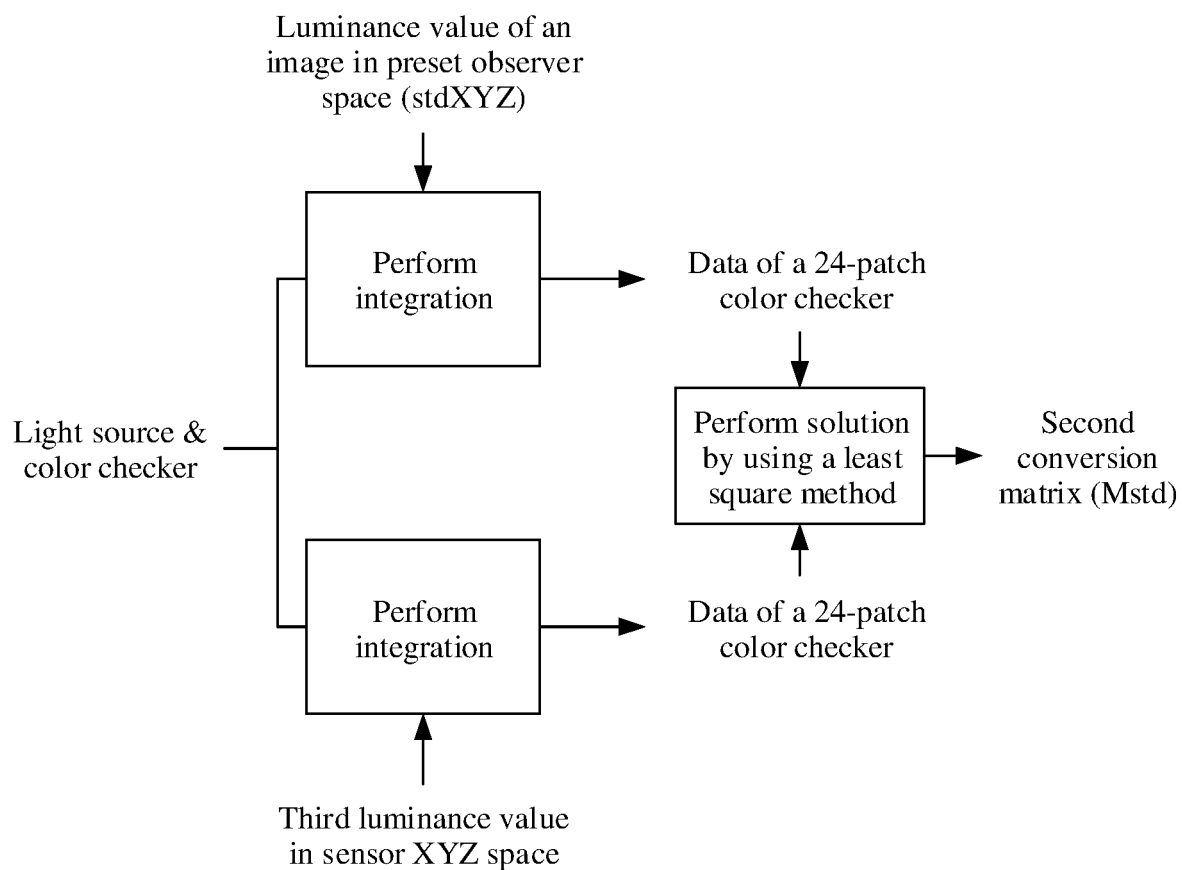 Luminance value of an
image in preset observer
space (stdXYZ)
Perform
integration
Data of a 24-patch
color checker
Light source &
color checker
Perform solution
by using a least
square method
Second
conversion
matrix (Mstd)
Perform
integration
Data of a 24-patch
color checker
Third luminance value
in sensor XYZ space